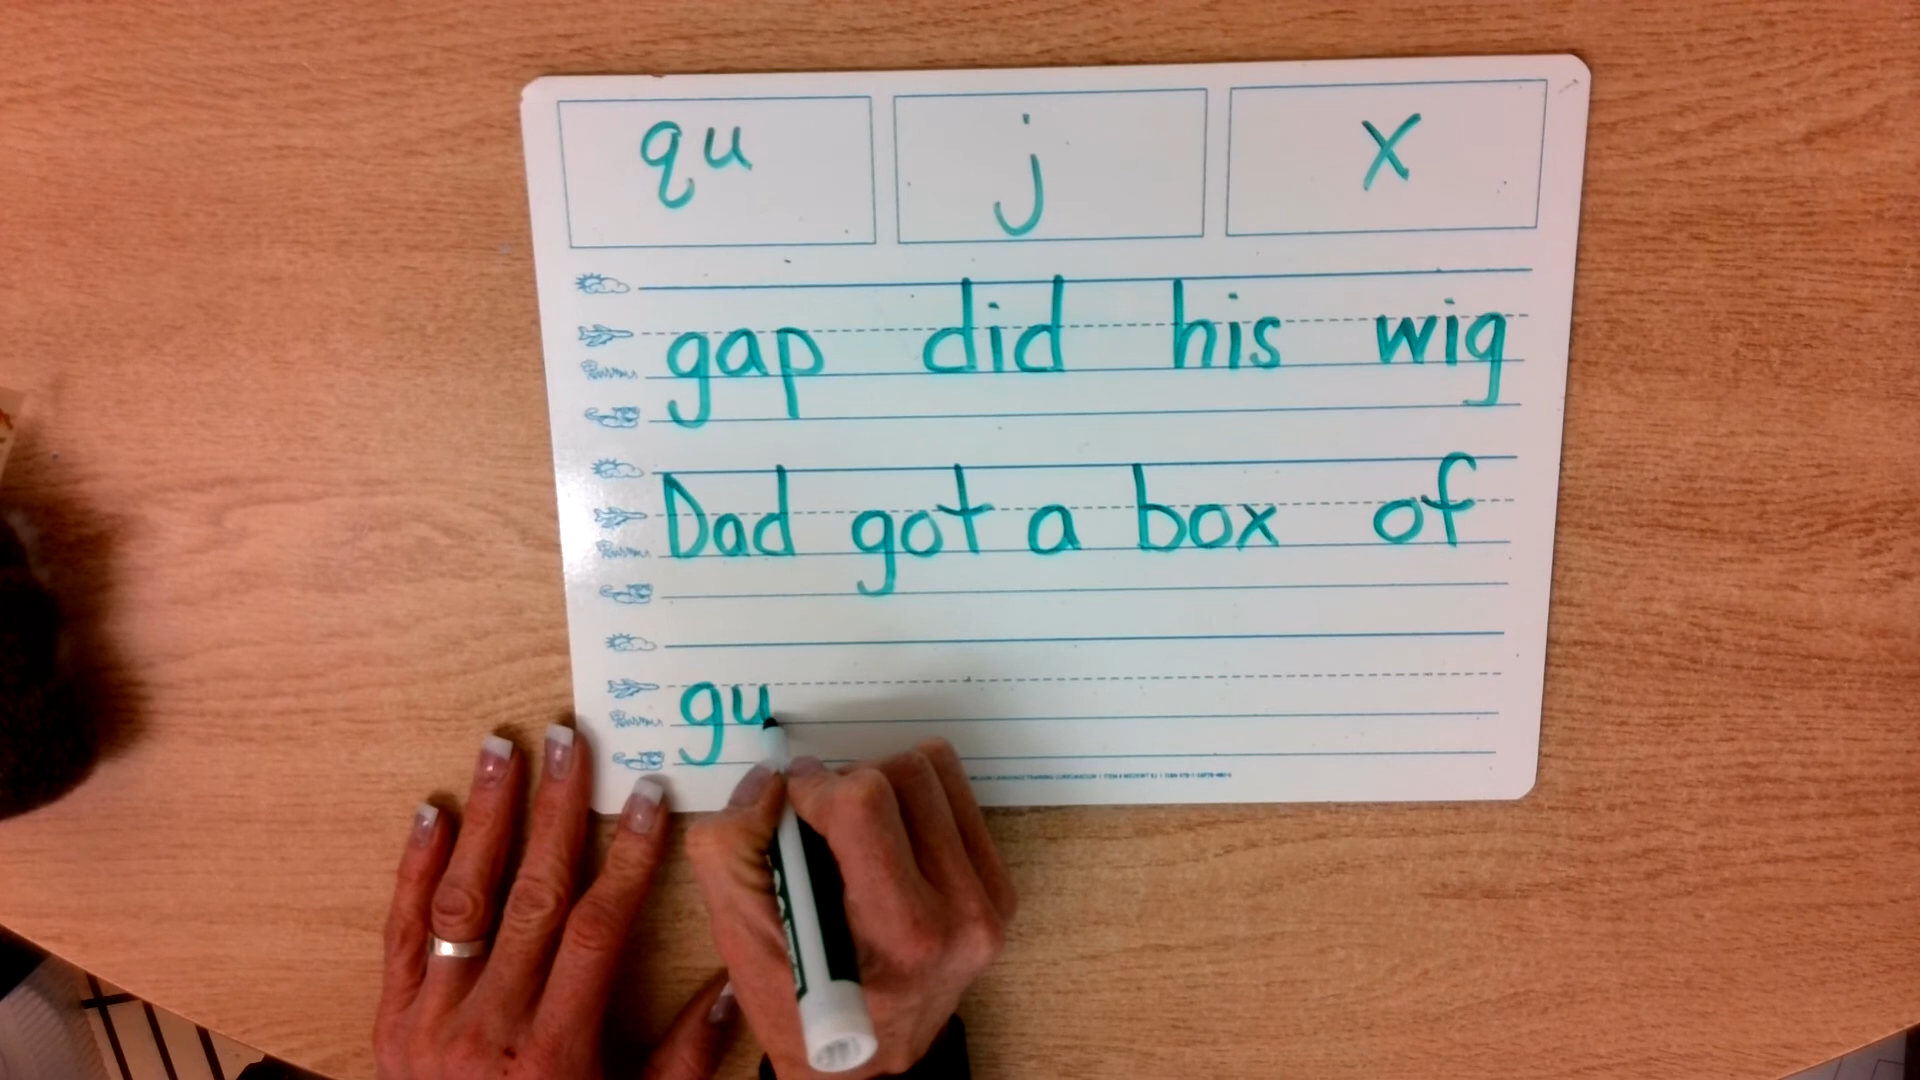 qu j x
gap did his wig
Dad got a box of
gu